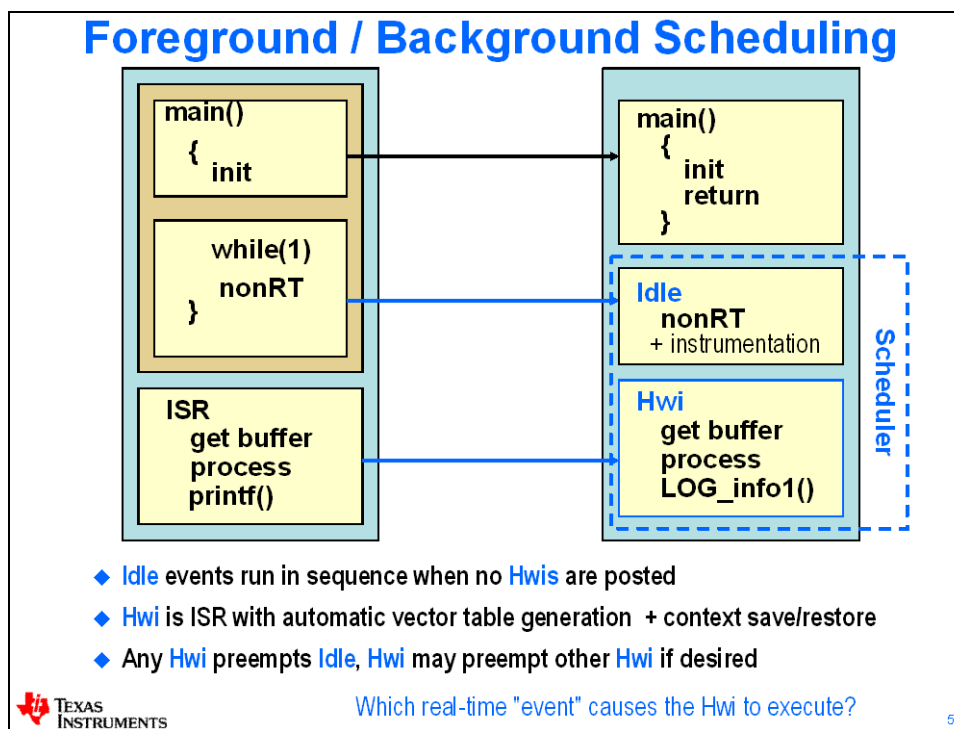 Foreground / Background Scheduling
main()
{
init
while(1)
nonRT
}
ISR
get buffer
process
printf()
main()
{
init
return
}
Idle
nonRT
+ instrumentation
Hwi
get buffer
process
LOG_info1()
Scheduler
◆ Idle events run in sequence when no Hwis are posted
◆ Hwi is ISR with automatic vector table generation + context save/restore
◆ Any Hwi preempts Idle, Hwi may preempt other Hwi if desired
TEXAS
INSTRUMENTS
Which real-time "event" causes the Hwi to execute?
5